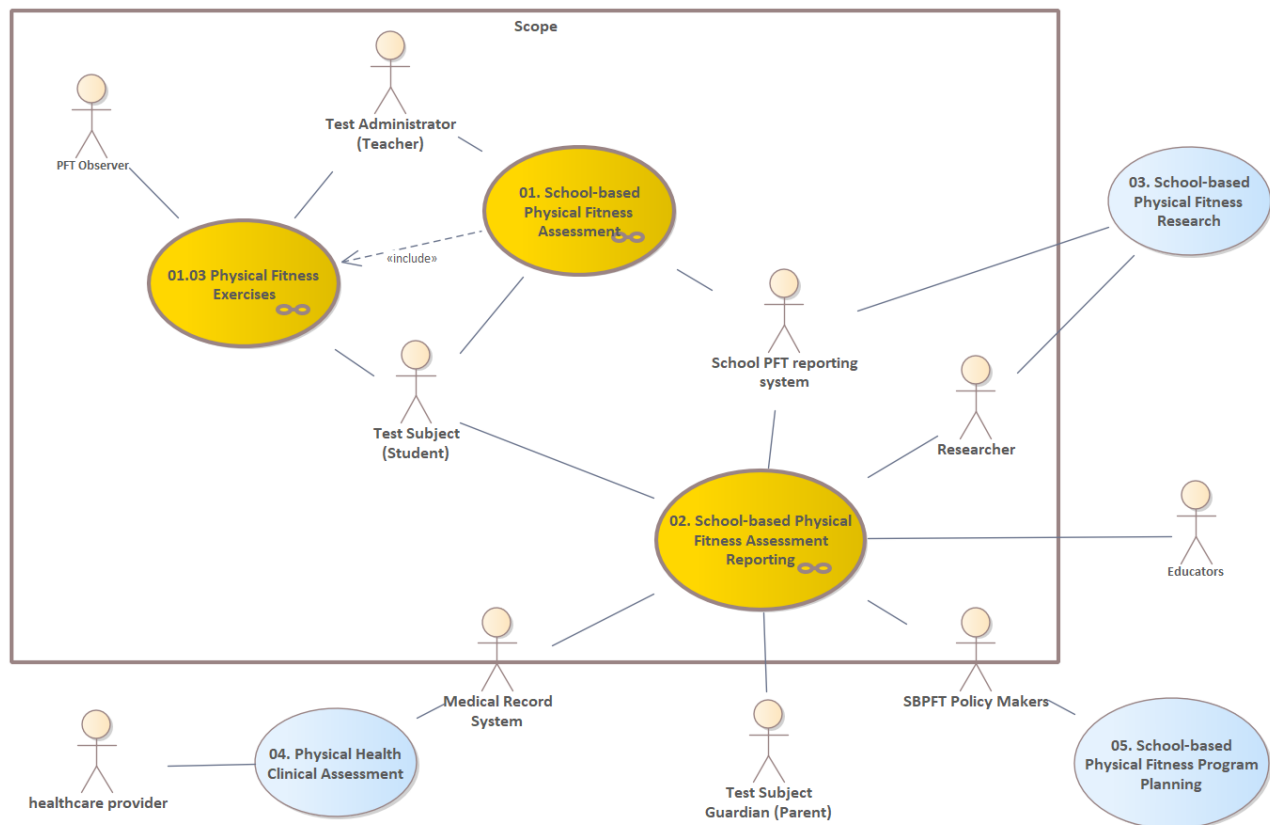 Scope
Test Administrator
(Teacher)
PFT Observer
01. School-based
Physical Fitness
Assessment
03. School-based
Physical Fitness
Research
«include»
01.03 Physical Fitness
Exercises
School PFT reporting
system
Test Subject
(Student)
Researcher
02. School-based Physical
Fitness Assessment
Reporting
Educators
Medical Record
System
SBPFT Policy Makers
04. Physical Health
Clinical Assessment
05. School-based
Physical Fitness Program
Planning
healthcare provider
Test Subject
Guardian (Parent)